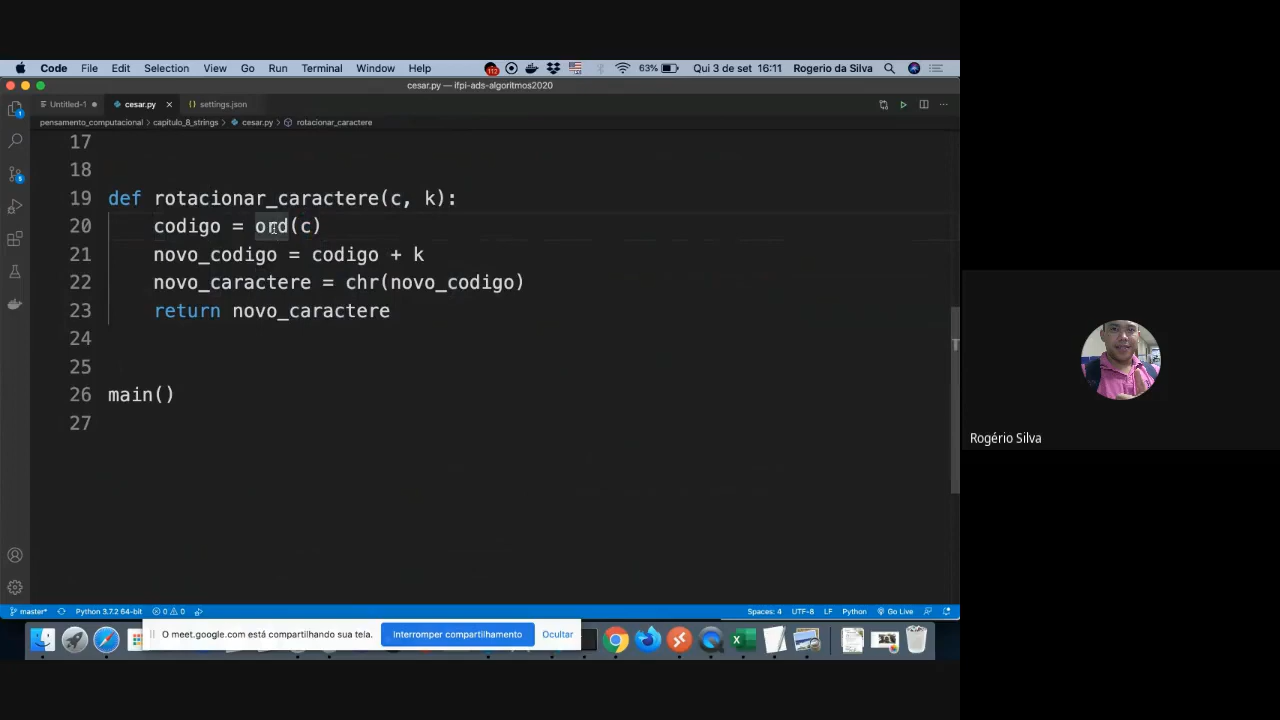 Code File Edit Selection View Go Run Terminal Window Help 112 63% Qui 3 de set 16:11 Rogerio da Silva
cesar.py — ifpi-ads-algoritmos2020
Untitled-1 cesar.py settings.json
pensamento_computacional > capitulo_8_strings > cesar.py > rotacionar_caractere
17
18
19 def rotacionar_caractere(c, k):
20 codigo = ord(c)
21 novo_codigo = codigo + k
22 novo_caractere = chr(novo_codigo)
23 return novo_caractere
24
25
26 main()
27
Rogério Silva
master* Python 3.7.2 64-bit 0 0 Spaces: 4 UTF-8 LF Python Go Live
O meet.google.com está compartilhando sua tela. Interromper compartilhamento Ocultar